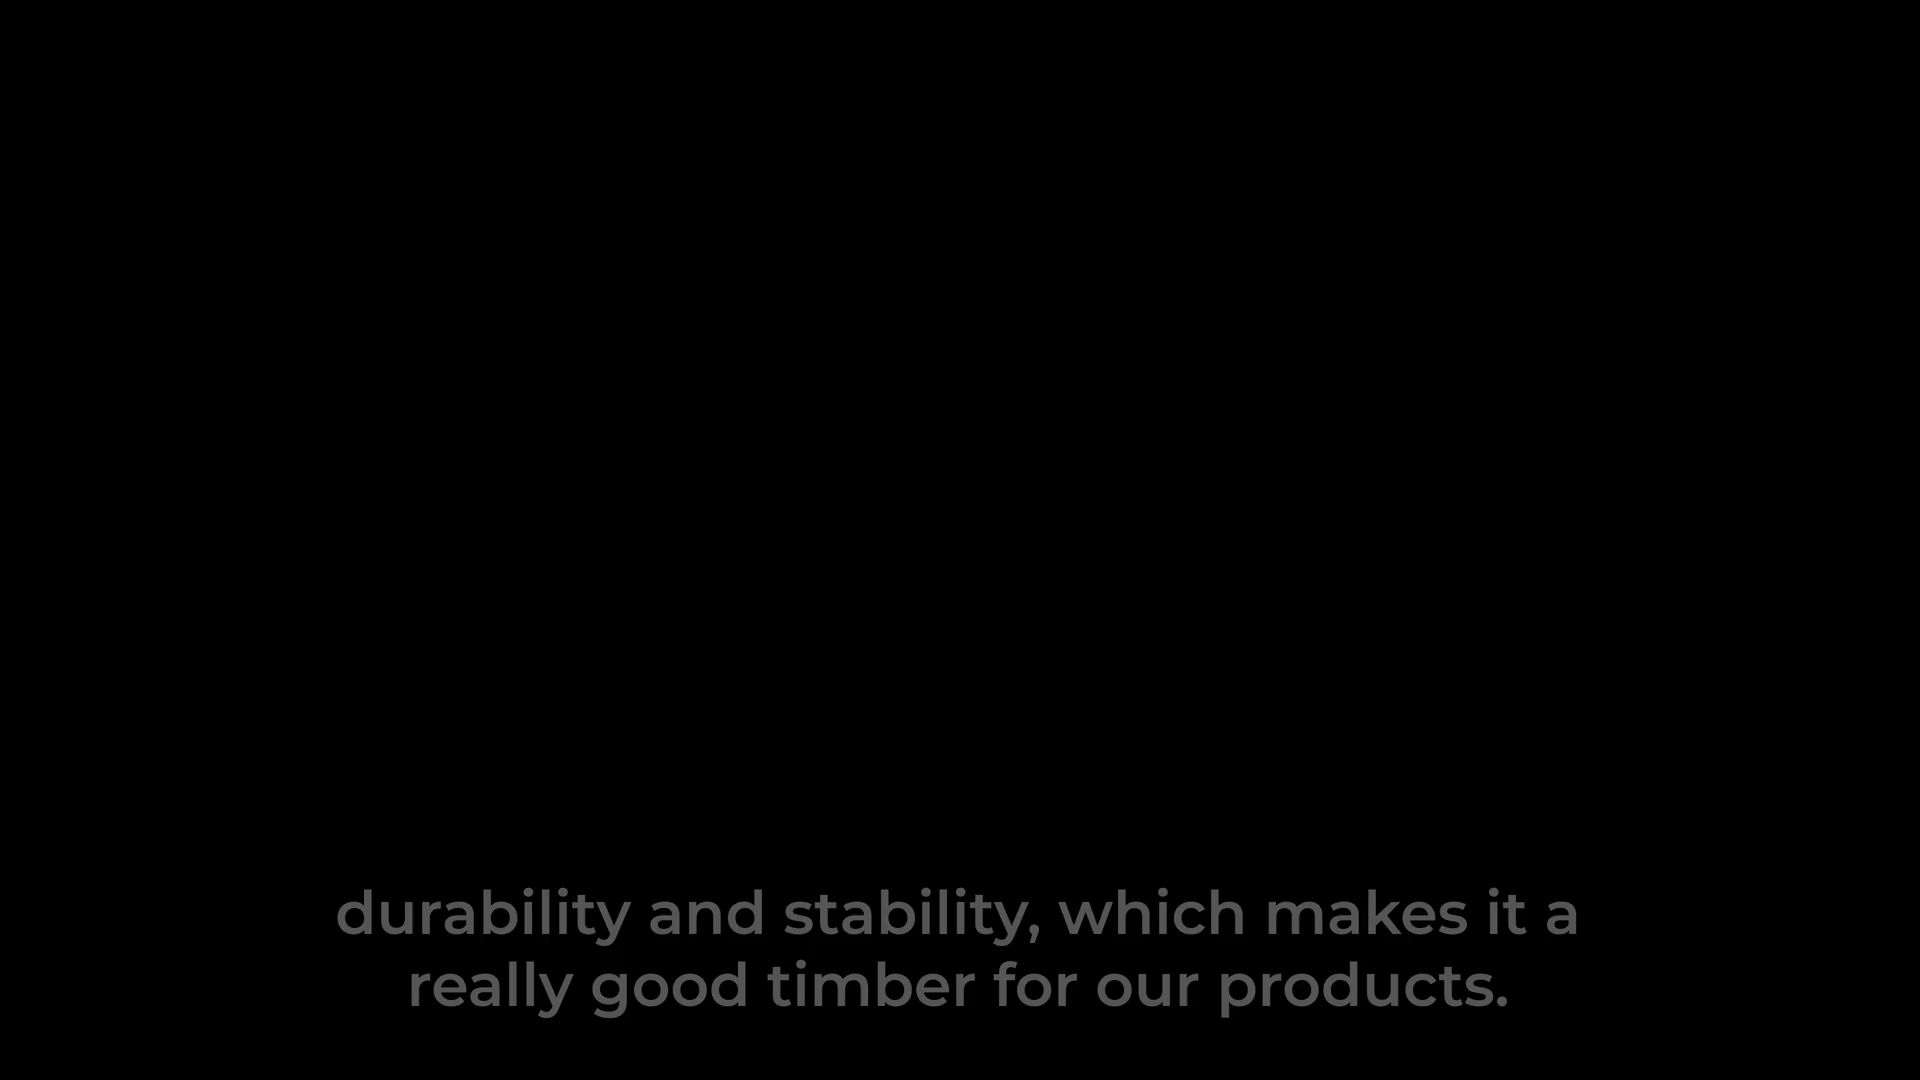 durability and stability, which makes it a
really good timber for our products.